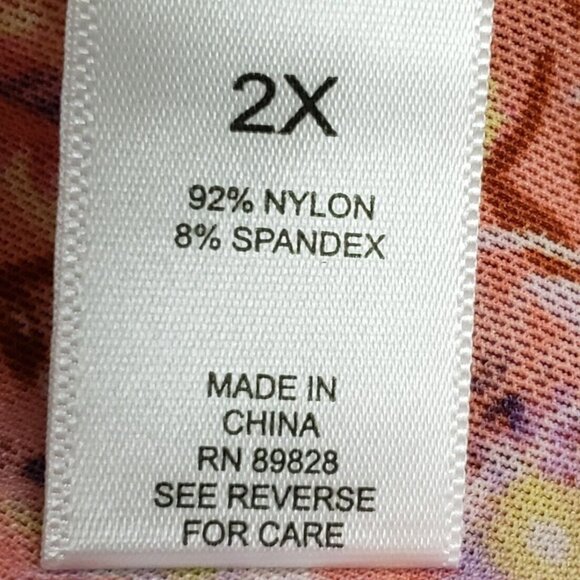 2X
92% NYLON
8% SPANDEX
MADE IN
CHINA
RN 89828
SEE REVERSE
FOR CARE